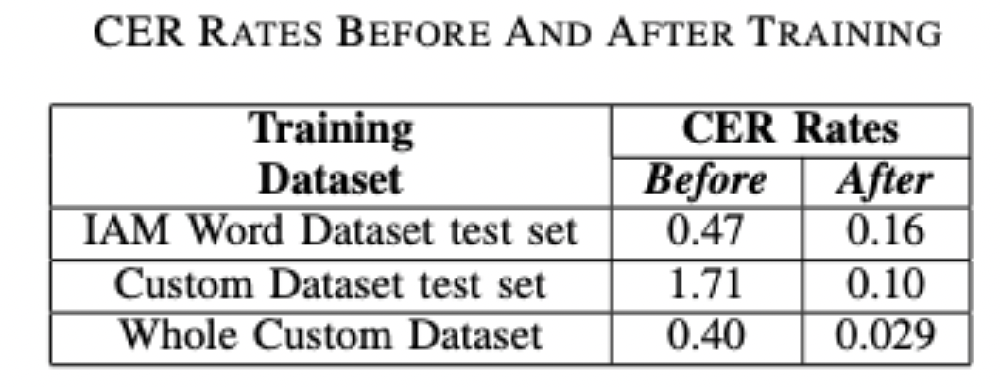 CER RATES BEFORE AND AFTER TRAINING
Training Dataset CER Rates
Before After
IAM Word Dataset test set 0.47 0.16
Custom Dataset test set 1.71 0.10
Whole Custom Dataset 0.40 0.029